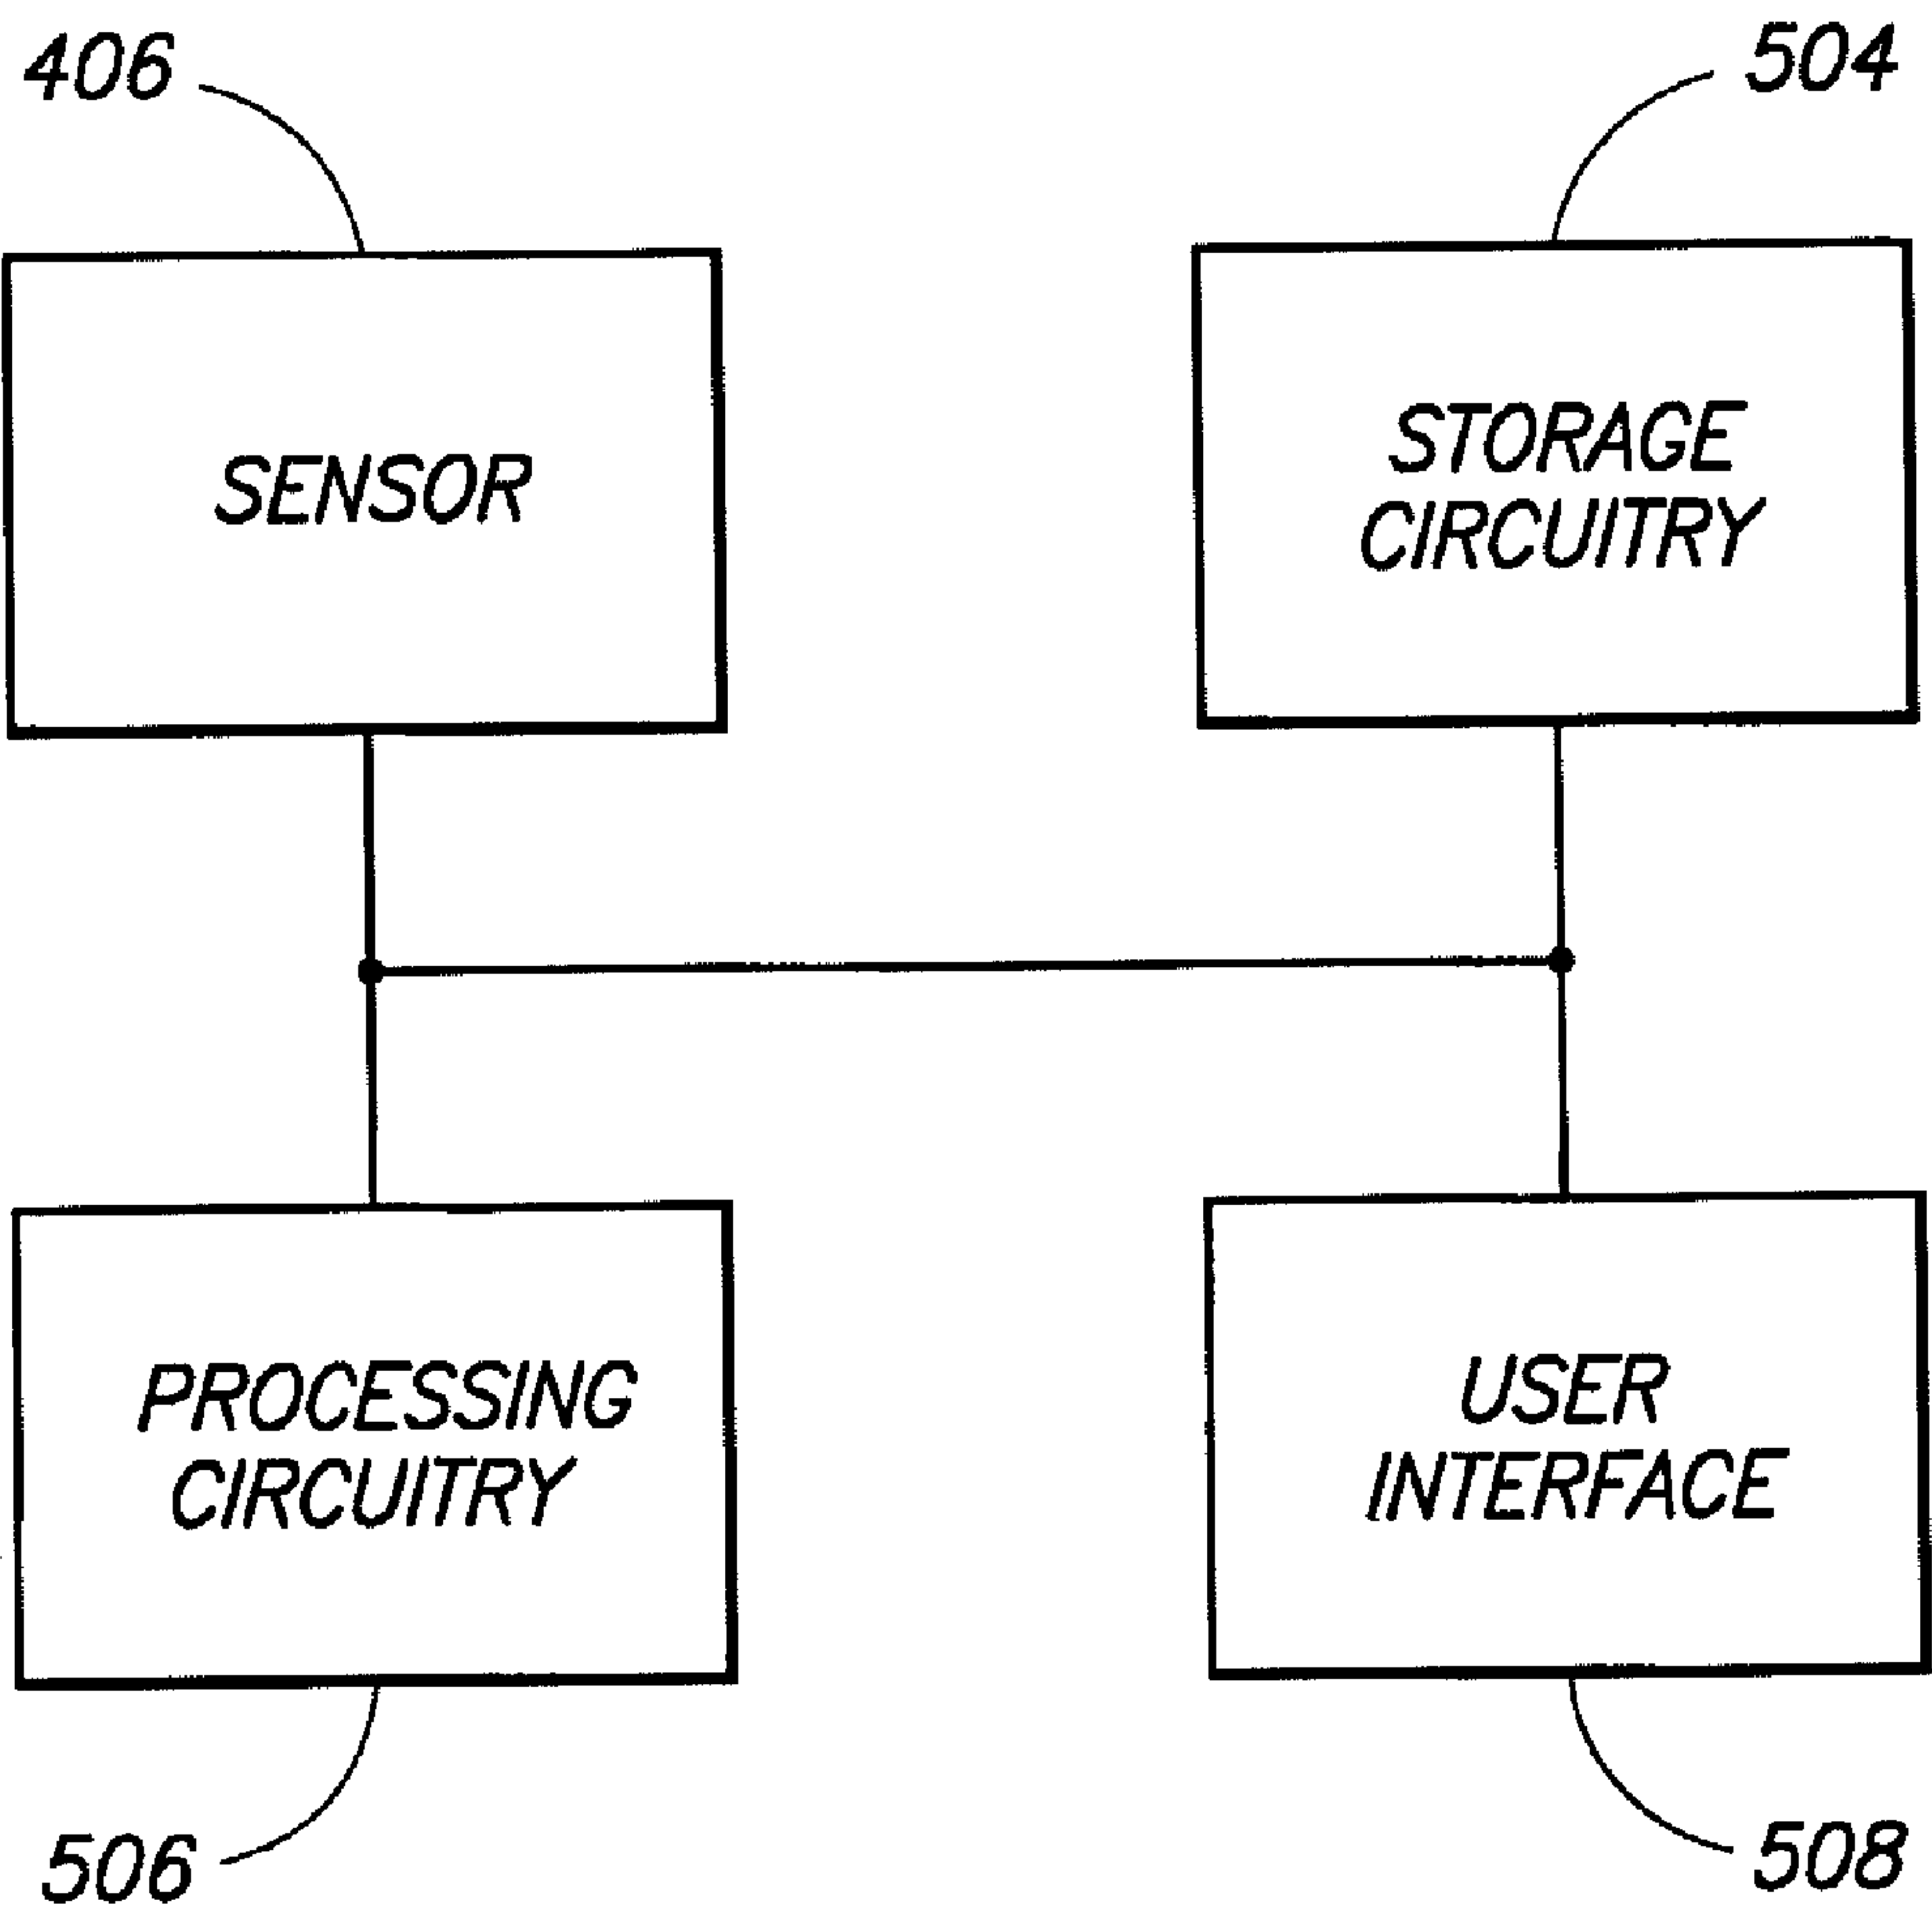 406
504
SENSOR
STORAGE
CIRCUITRY
PROCESSING
CIRCUITRY
USER
INTERFACE
506
508